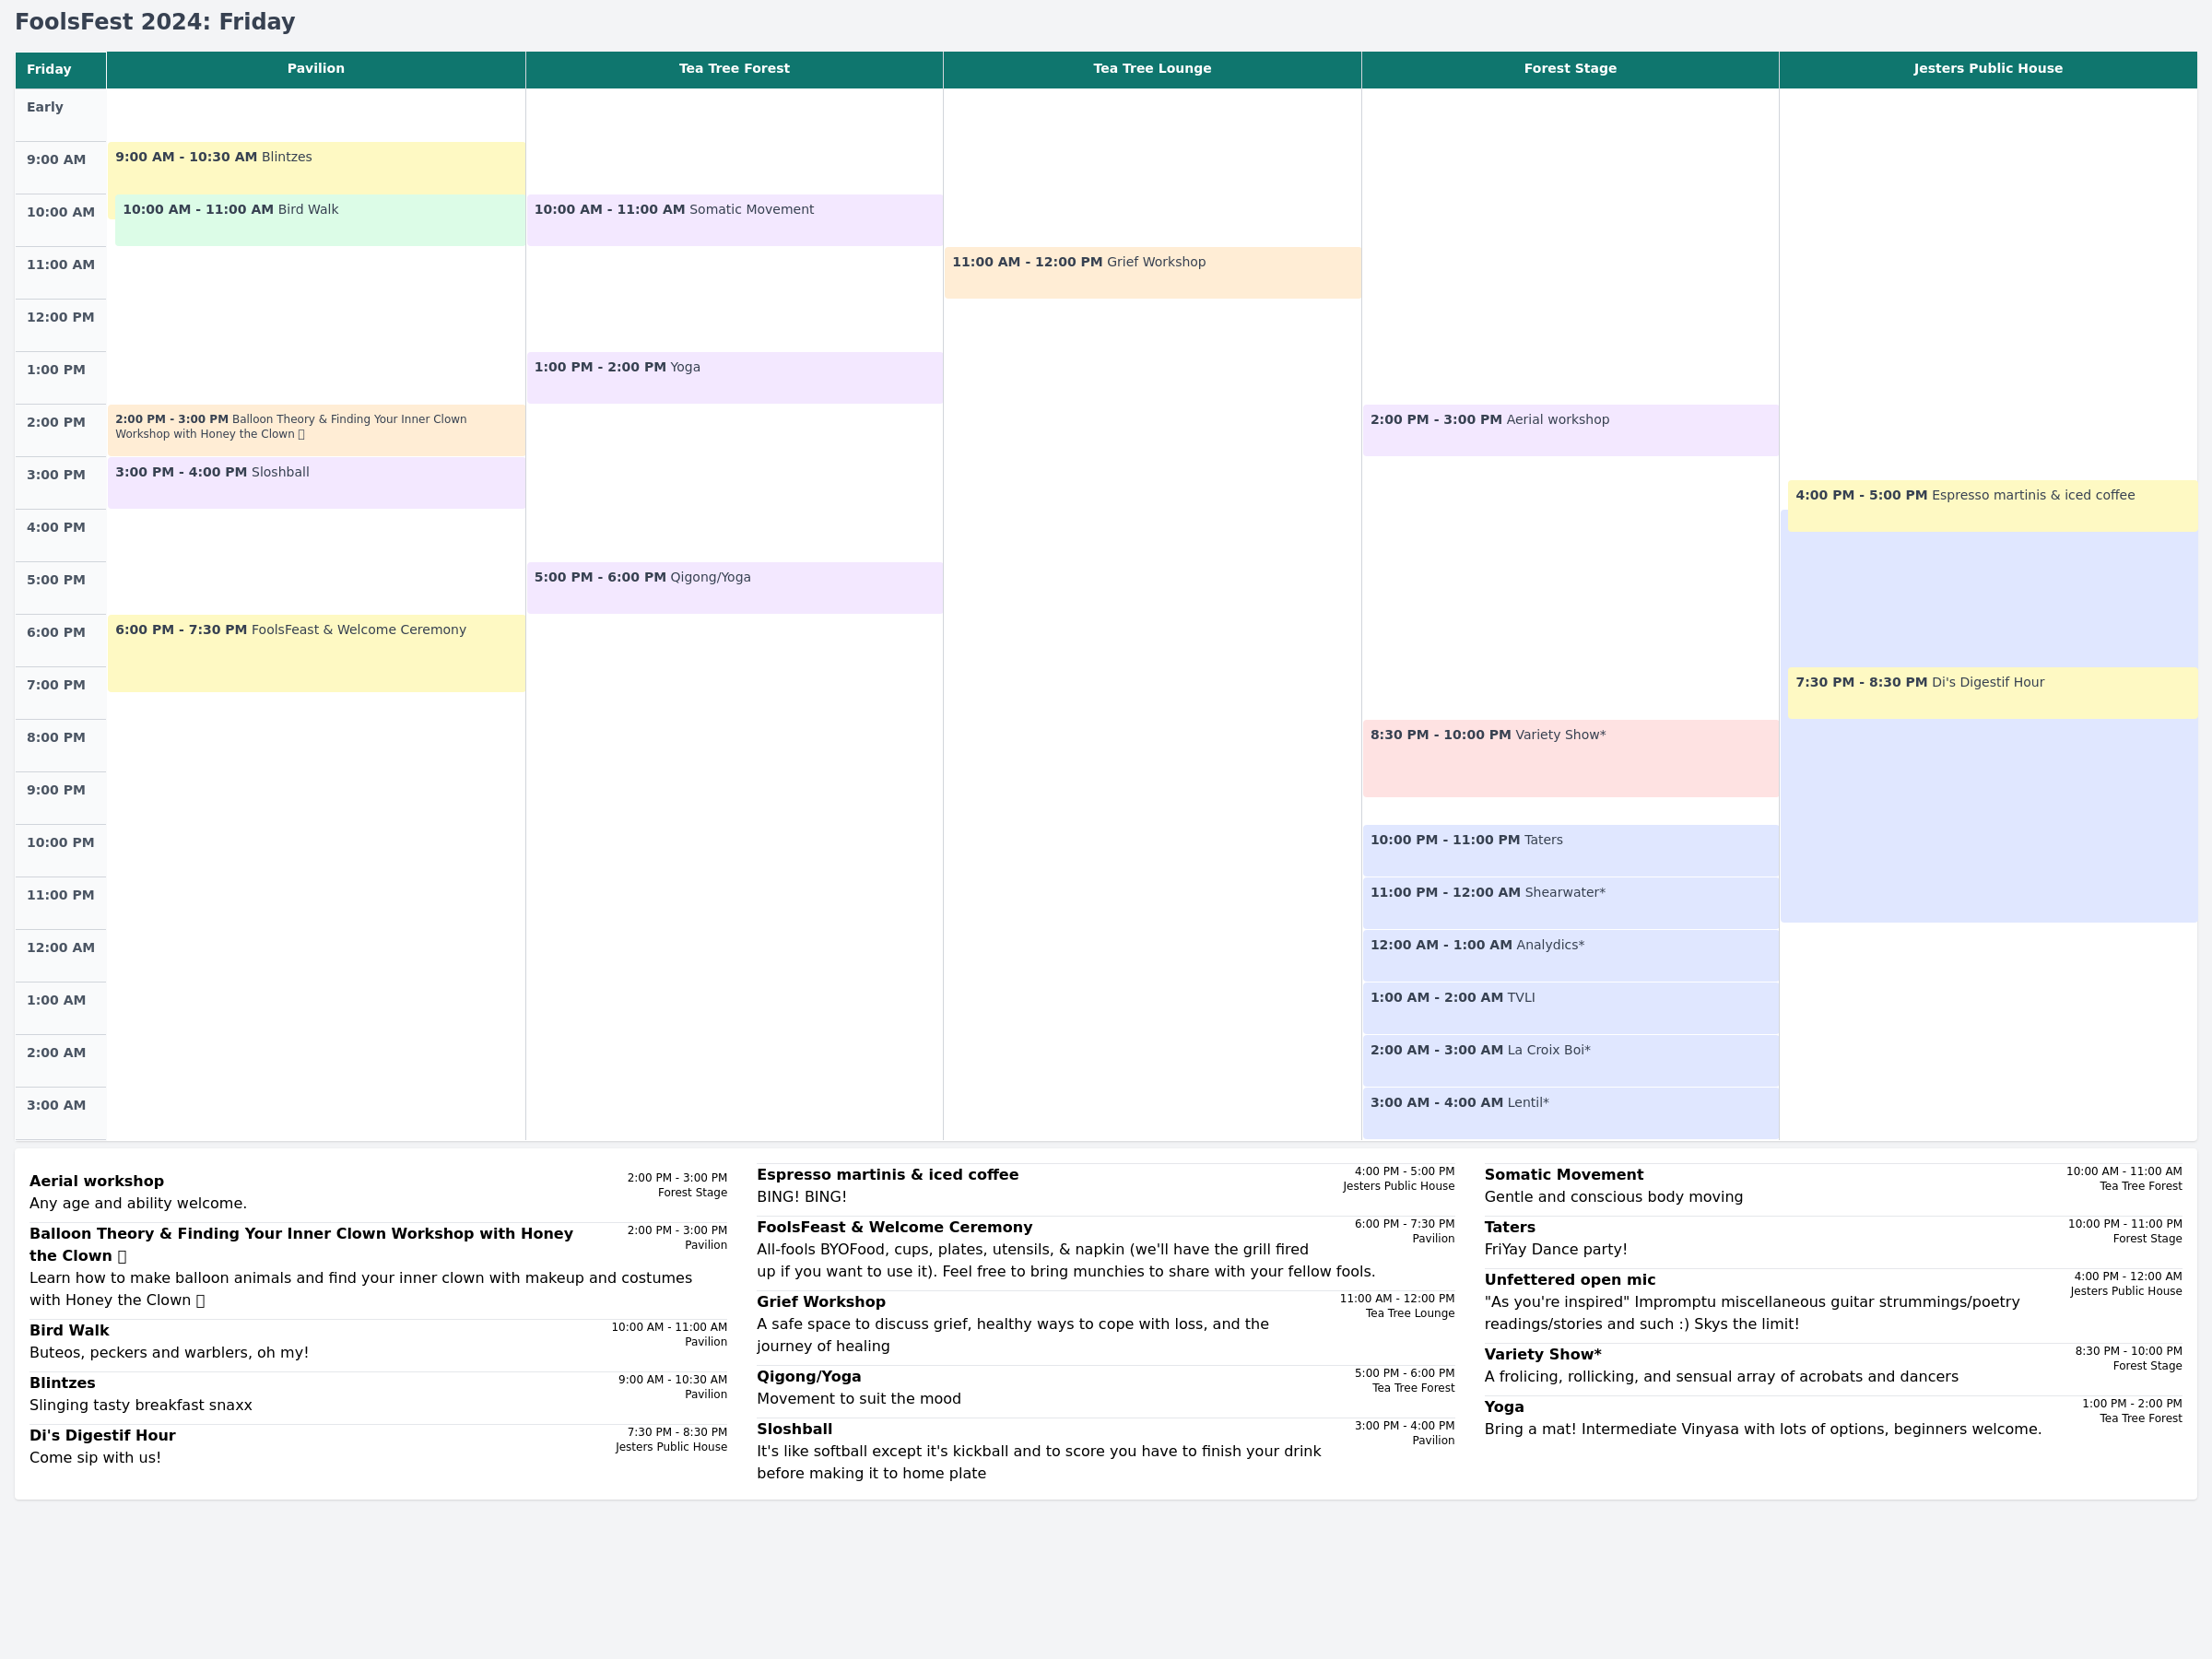 FoolsFest 2024: Friday
Friday
Pavilion
Tea Tree Forest
Tea Tree Lounge
Forest Stage
Jesters Public House
Early
9:00 AM
9:00 AM - 10:30 AM Blintzes
10:00 AM
10:00 AM - 11:00 AM Bird Walk
10:00 AM - 11:00 AM Somatic Movement
11:00 AM
11:00 AM - 12:00 PM Grief Workshop
12:00 PM
1:00 PM
1:00 PM - 2:00 PM Yoga
2:00 PM
2:00 PM - 3:00 PM Balloon Theory & Finding Your Inner Clown
Workshop with Honey the Clown
2:00 PM - 3:00 PM Aerial workshop
3:00 PM
3:00 PM - 4:00 PM Sloshball
4:00 PM - 5:00 PM Espresso martinis & iced coffee
4:00 PM
5:00 PM
5:00 PM - 6:00 PM Qigong/Yoga
6:00 PM
6:00 PM - 7:30 PM FoolsFeast & Welcome Ceremony
7:00 PM
7:30 PM - 8:30 PM Di's Digestif Hour
8:00 PM
8:30 PM - 10:00 PM Variety Show*
9:00 PM
10:00 PM
10:00 PM - 11:00 PM Taters
11:00 PM
11:00 PM - 12:00 AM Shearwater*
12:00 AM
12:00 AM - 1:00 AM Analydics*
1:00 AM
1:00 AM - 2:00 AM TVLI
2:00 AM
2:00 AM - 3:00 AM La Croix Boi*
3:00 AM
3:00 AM - 4:00 AM Lentil*
Aerial workshop
2:00 PM - 3:00 PM
Forest Stage
Any age and ability welcome.
Balloon Theory & Finding Your Inner Clown Workshop with Honey
the Clown
2:00 PM - 3:00 PM
Pavilion
Learn how to make balloon animals and find your inner clown with makeup and costumes
with Honey the Clown
Bird Walk
10:00 AM - 11:00 AM
Pavilion
Buteos, peckers and warblers, oh my!
Blintzes
9:00 AM - 10:30 AM
Pavilion
Slinging tasty breakfast snaxx
Di's Digestif Hour
7:30 PM - 8:30 PM
Jesters Public House
Come sip with us!
Espresso martinis & iced coffee
4:00 PM - 5:00 PM
Jesters Public House
BING! BING!
FoolsFeast & Welcome Ceremony
6:00 PM - 7:30 PM
Pavilion
All-fools BYOFood, cups, plates, utensils, & napkin (we'll have the grill fired
up if you want to use it). Feel free to bring munchies to share with your fellow fools.
Grief Workshop
11:00 AM - 12:00 PM
Tea Tree Lounge
A safe space to discuss grief, healthy ways to cope with loss, and the
journey of healing
Qigong/Yoga
5:00 PM - 6:00 PM
Tea Tree Forest
Movement to suit the mood
Sloshball
3:00 PM - 4:00 PM
Pavilion
It's like softball except it's kickball and to score you have to finish your drink
before making it to home plate
Somatic Movement
10:00 AM - 11:00 AM
Tea Tree Forest
Gentle and conscious body moving
Taters
10:00 PM - 11:00 PM
Forest Stage
FriYay Dance party!
Unfettered open mic
4:00 PM - 12:00 AM
Jesters Public House
"As you're inspired" Impromptu miscellaneous guitar strummings/poetry
readings/stories and such :) Skys the limit!
Variety Show*
8:30 PM - 10:00 PM
Forest Stage
A frolicing, rollicking, and sensual array of acrobats and dancers
Yoga
1:00 PM - 2:00 PM
Tea Tree Forest
Bring a mat! Intermediate Vinyasa with lots of options, beginners welcome.